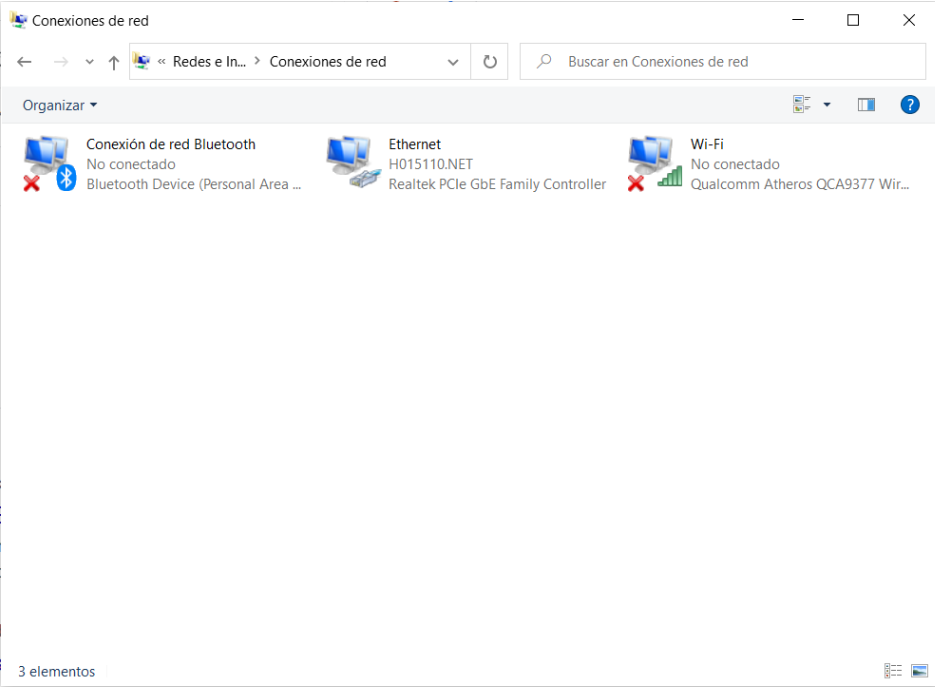 Conexiones de red
« Redes e In... > Conexiones de red
Buscar en Conexiones de red
Organizar
?
Conexión de red Bluetooth
No conectado
Bluetooth Device (Personal Area ...
Ethernet
H015110.NET
Realtek PCIe GbE Family Controller
Wi-Fi
No conectado
Qualcomm Atheros QCA9377 Wir...
3 elementos